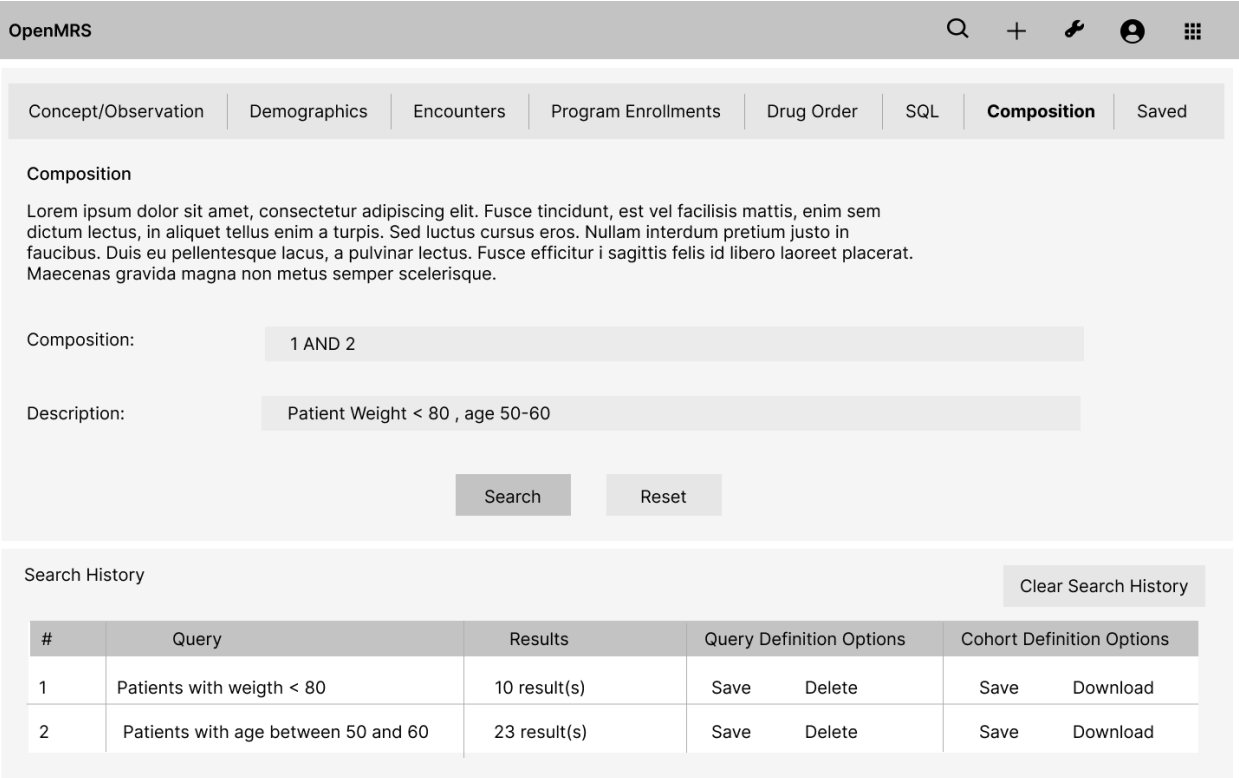 OpenMRS
Concept/Observation Demographics Encounters Program Enrollments Drug Order SQL Composition Saved
Composition
Lorem ipsum dolor sit amet, consectetur adipiscing elit. Fusce tincidunt, est vel facilisis mattis, enim sem
dictum lectus, in aliquet tellus enim a turpis. Sed luctus cursus eros. Nullam interdum pretium justo in
faucibus. Duis eu pellentesque lacus, a pulvinar lectus. Fusce efficitur i sagittis felis id libero laoreet placerat.
Maecenas gravida magna non metus semper scelerisque.
Composition: 1 AND 2
Description: Patient Weight < 80 , age 50-60
Search Reset
Search History Clear Search History
# Query Results Query Definition Options Cohort Definition Options
1 Patients with weigth < 80 10 result(s) Save Delete Save Download
2 Patients with age between 50 and 60 23 result(s) Save Delete Save Download